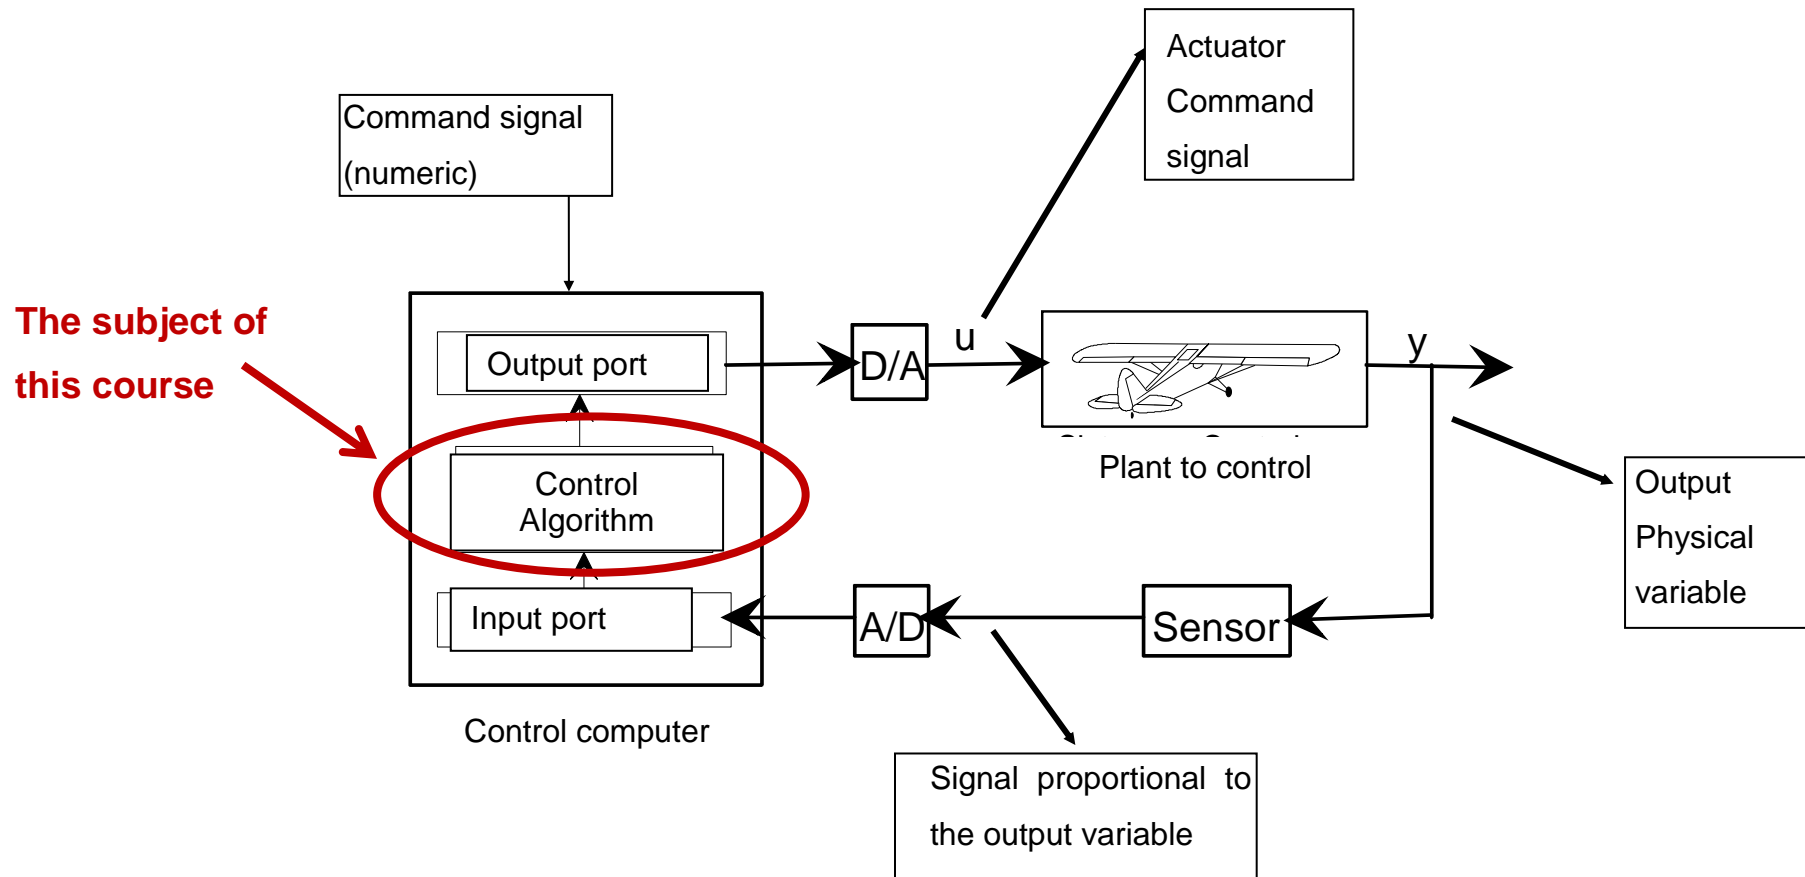 Actuator
Command
signal
Command signal
(numeric)
The subject of
this course
Output port
D/A
u
y
Plant to control
Control
Algorithm
Output
Physical
variable
Input port
A/D
Sensor
Control computer
Signal proportional to
the output variable